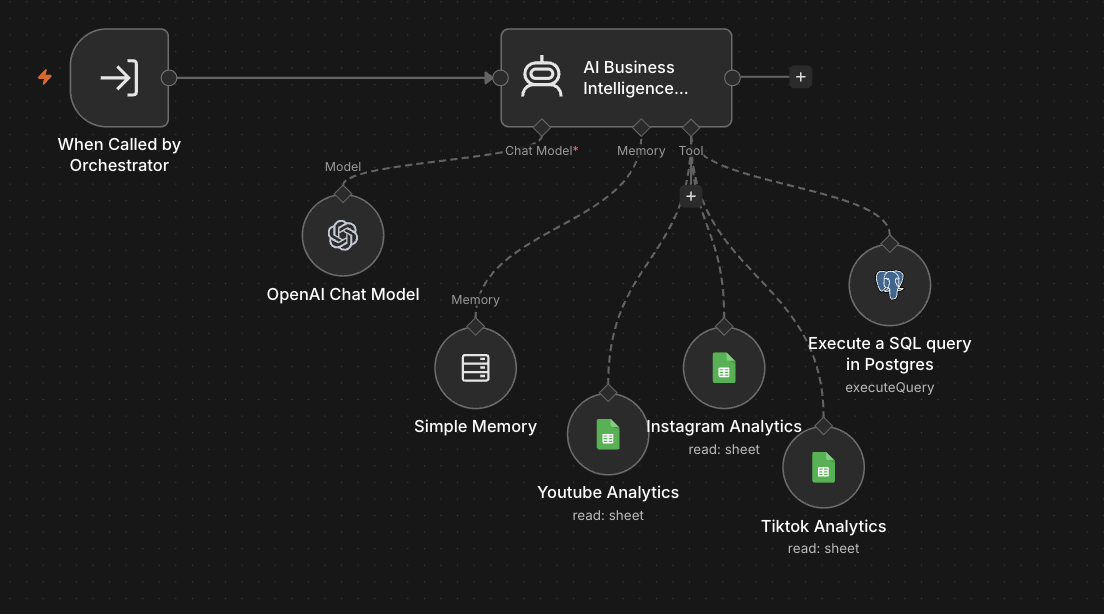 AI Business
Intelligence...
When Called by
Orchestrator
Chat Model*
Memory
Tool
Model
OpenAI Chat Model
Memory
Simple Memory
Execute a SQL query
in Postgres
executeQuery
Instagram Analytics
read: sheet
Youtube Analytics
read: sheet
Tiktok Analytics
read: sheet